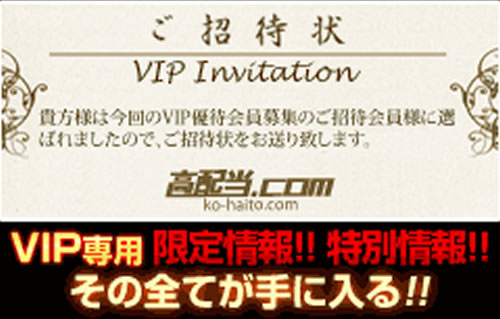 ご招待状
VIP Invitation
貴方様は今回のVIP優待会員募集のご招待会員様に選
ばれましたので、ご招待状をお送り致します。
高配当.com
ko-haito.com
VIP専用 限定情報!! 特別情報!!
その全てが手に入る!!